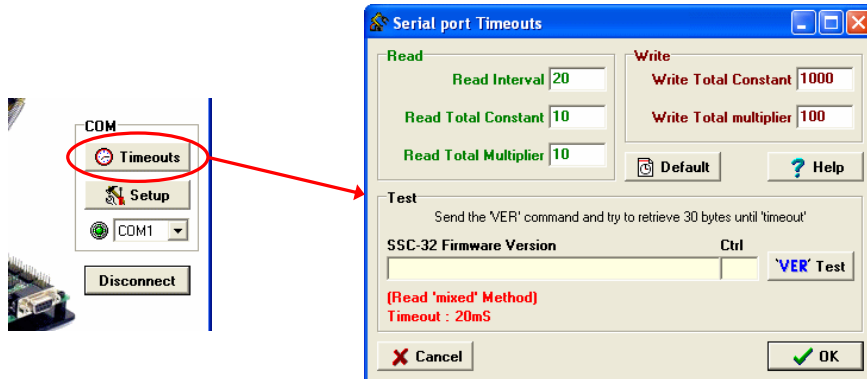 COM
Timeouts
Setup
COM1
Disconnect
Serial port Timeouts
Read
Read Interval 20
Read Total Constant 10
Read Total Multiplier 10
Write
Write Total Constant 1000
Write Total multiplier 100
Default
Help
Test
Send the 'VER' command and try to retrieve 30 bytes until 'timeout'
SSC-32 Firmware Version Ctrl
'VER' Test
(Read 'mixed' Method)
Timeout : 20mS
Cancel
OK